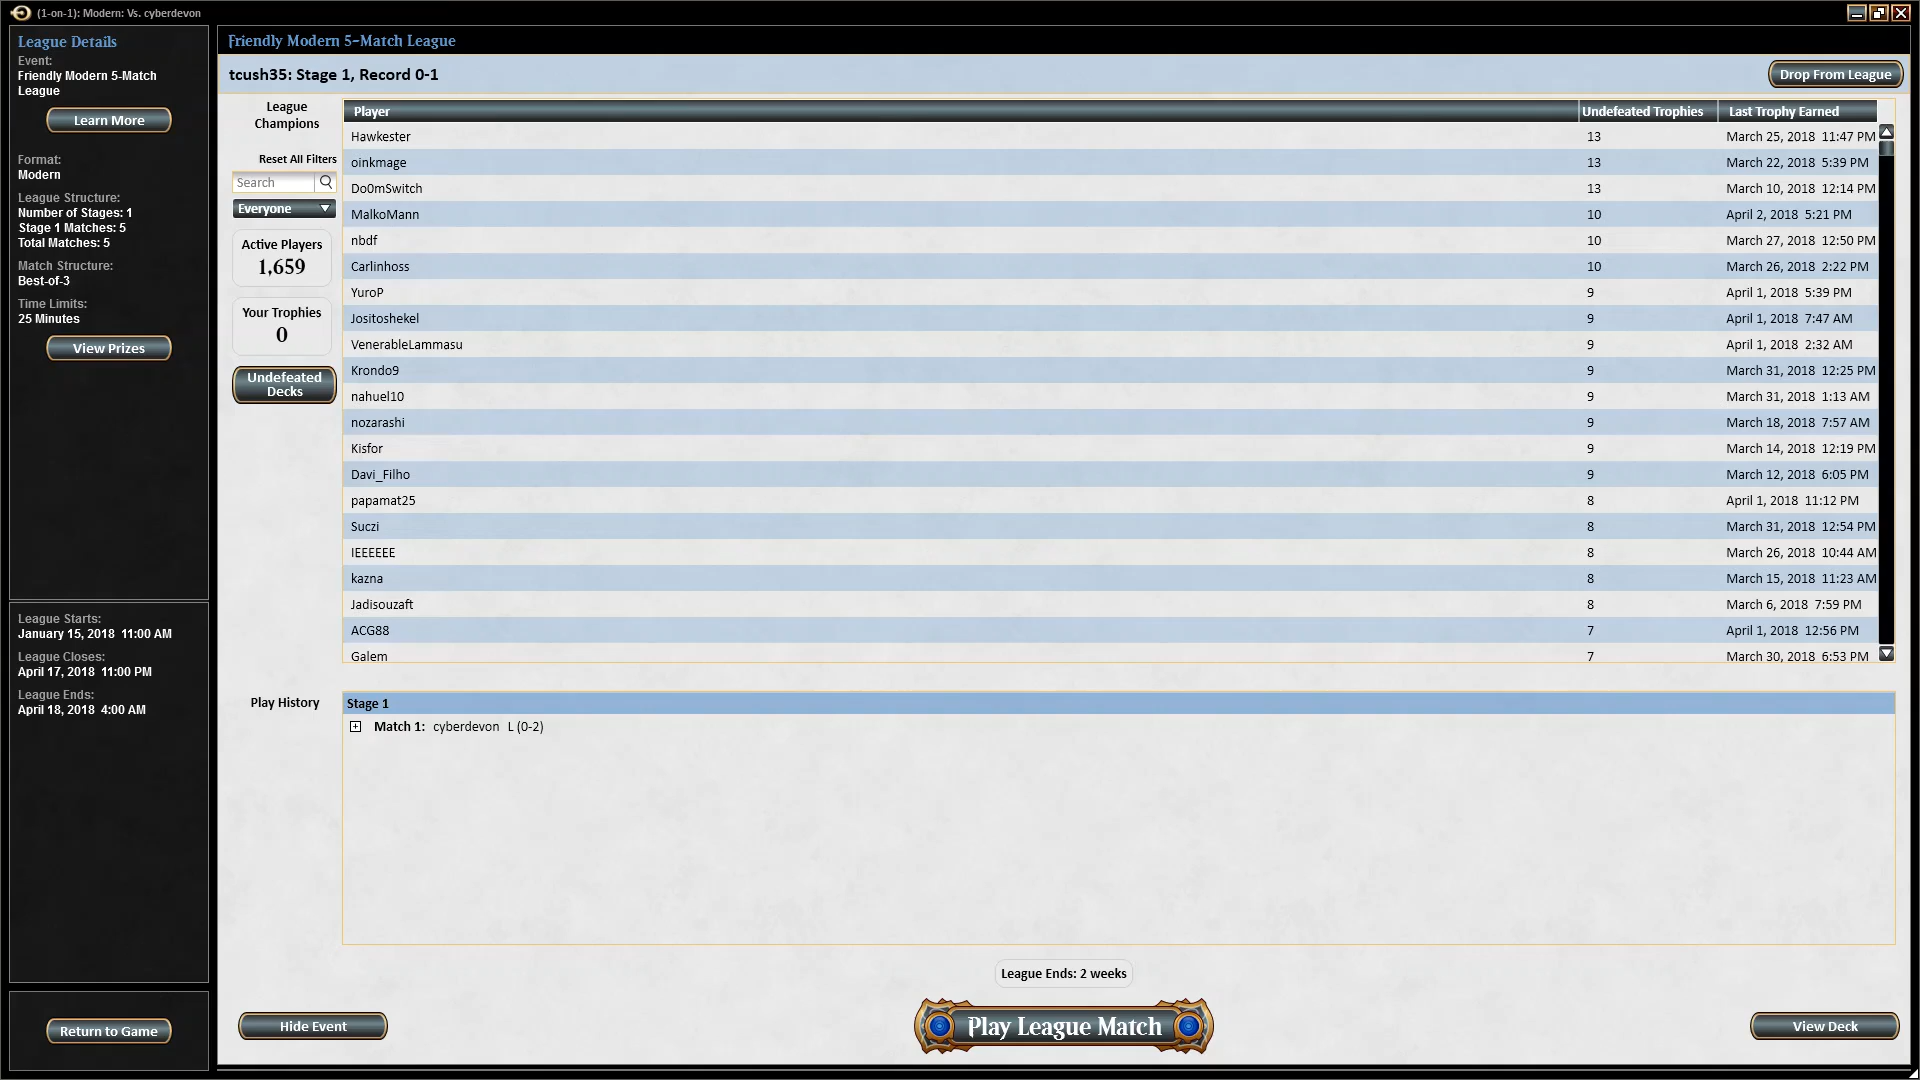 (1-on-1): Modern: Vs. cyberdevon
League Details
Event:
Friendly Modern 5-Match
League
Learn More
Format:
Modern
League Structure:
Number of Stages: 1
Stage 1 Matches: 5
Total Matches: 5
Match Structure:
Best-of-3
Time Limits:
25 Minutes
View Prizes
League Starts:
January 15, 2018 11:00 AM
League Closes:
April 17, 2018 11:00 PM
League Ends:
April 18, 2018 4:00 AM
Return to Game
Friendly Modern 5-Match League
tcush35: Stage 1, Record 0-1
Drop From League
League
Champions
Reset All Filters
Search
Everyone
Active Players
1,659
Your Trophies
0
Undefeated
Decks
Player Undefeated Trophies Last Trophy Earned
Hawkester 13 March 25, 2018 11:47 PM
oinkmage 13 March 22, 2018 5:39 PM
Do0mSwitch 13 March 10, 2018 12:14 PM
MalkoMann 10 April 2, 2018 5:21 PM
nbdf 10 March 27, 2018 12:50 PM
Carlinhoss 10 March 26, 2018 2:22 PM
YuroP 9 April 1, 2018 5:39 PM
Jositoshekel 9 April 1, 2018 7:47 AM
VenerableLammasu 9 April 1, 2018 2:32 AM
Krondo9 9 March 31, 2018 12:25 PM
nahuel10 9 March 31, 2018 1:13 AM
nozarashi 9 March 18, 2018 7:57 AM
Kisfor 9 March 14, 2018 12:19 PM
Davi_Filho 9 March 12, 2018 6:05 PM
papamat25 8 April 1, 2018 11:12 PM
Suczi 8 March 31, 2018 12:54 PM
IEEEEEE 8 March 26, 2018 10:44 AM
kazna 8 March 15, 2018 11:23 AM
Jadisouzaft 8 March 6, 2018 7:59 PM
ACG88 7 April 1, 2018 12:56 PM
Galem 7 March 30, 2018 6:53 PM
Play History
Stage 1
Match 1: cyberdevon L (0-2)
League Ends: 2 weeks
Hide Event
Play League Match
View Deck